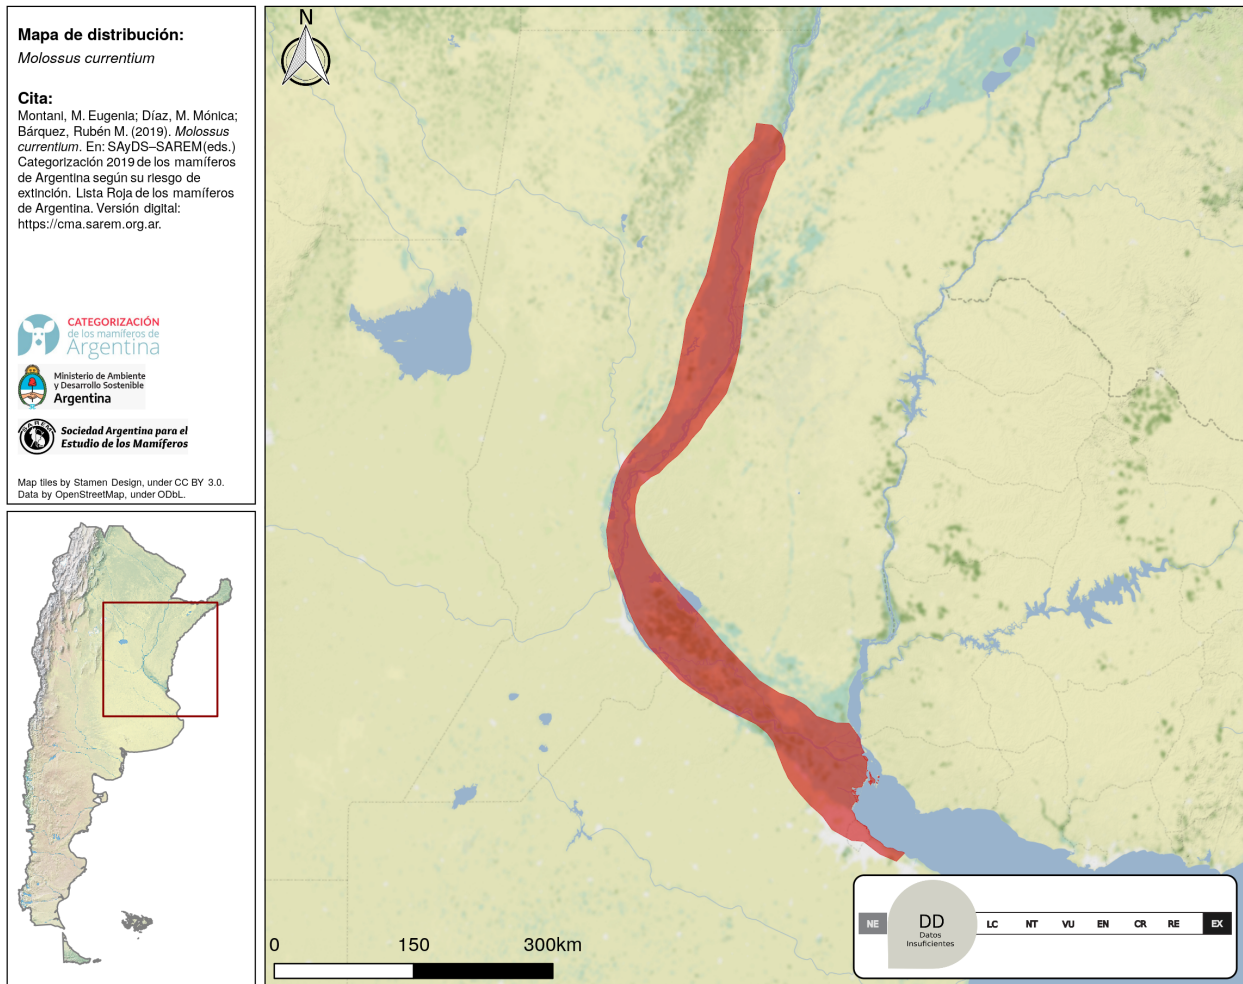 Mapa de distribución:
Molossus currentium
Cita:
Montani, M. Eugenia; Díaz, M. Mónica;
Bárquez, Rubén M. (2019). Molossus
currentium. En: SAyDS–SAREM(eds.)
Categorización 2019 de los mamíferos
de Argentina según su riesgo de
extinción. Lista Roja de los mamíferos
de Argentina. Versión digital:
https://cma.sarem.org.ar.
CATEGORIZACIÓN
de los mamíferos de
Argentina
Ministerio de Ambiente
y Desarrollo Sostenible
Argentina
SAREM
Sociedad Argentina para el
Estudio de los Mamíferos
Map tiles by Stamen Design, under CC BY 3.0.
Data by OpenStreetMap, under ODbL.
N
0 150 300km
NE DD LC NT VU EN CR RE EX
Datos
Insuficientes